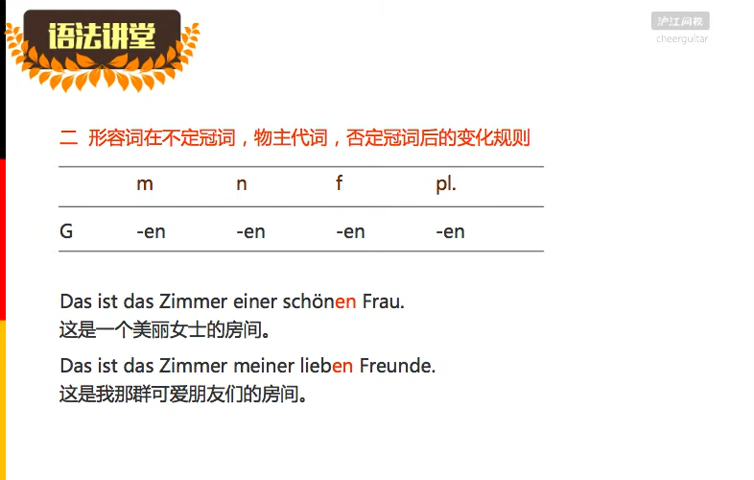 语法讲堂
沪江网校
cheerguitar
二 形容词在不定冠词，物主代词，否定冠词后的变化规则
m n f pl.
G -en -en -en -en
Das ist das Zimmer einer schönen Frau.
这是一个美丽女士的房间。
Das ist das Zimmer meiner lieben Freunde.
这是我那群可爱朋友们的房间。